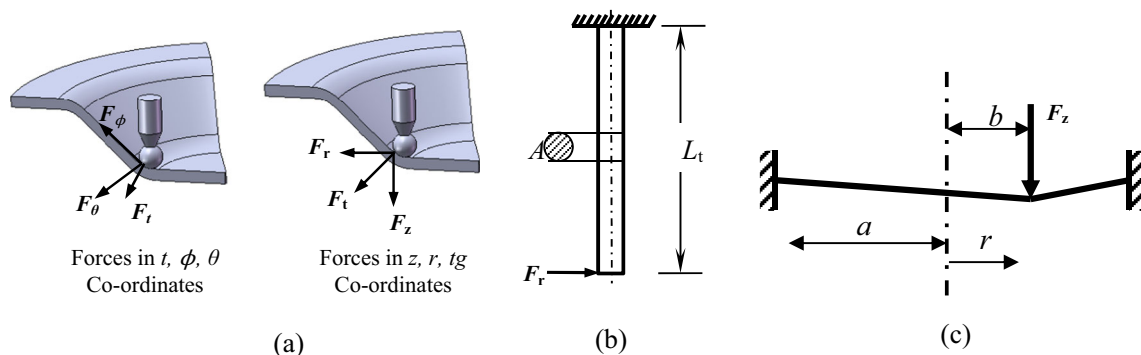 F_ϕ
F_θ
F_t
Forces in t, ϕ, θ
Co-ordinates
F_r
F_t
F_z
Forces in z, r, tg
Co-ordinates
(a)
A
L_t
F_r
(b)
b
F_z
a
r
(c)